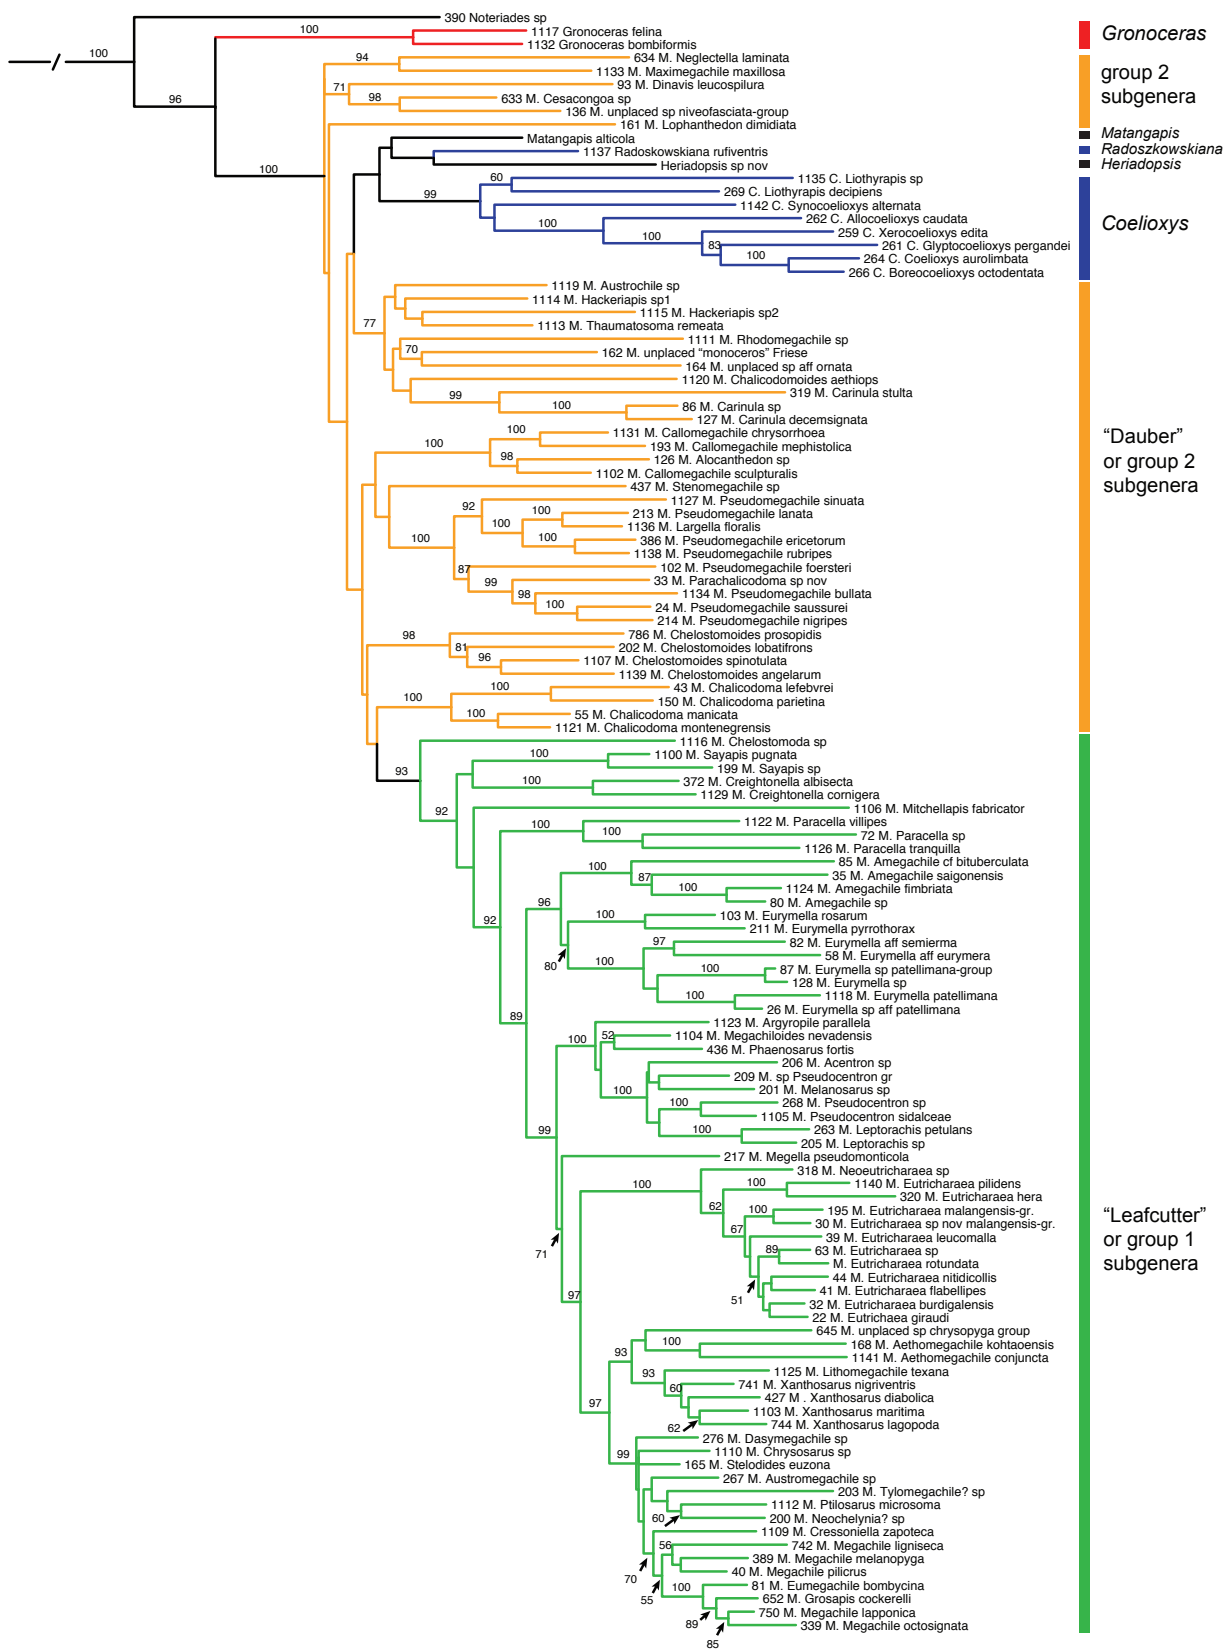 390 Noteriades sp
100
1117 Gronoceras felina
1132 Gronoceras bombiformis
Gronoceras
100
96
94
634 M. Neglectella laminata
1133 M. Maximegachile maxillosa
71
93 M. Dinavis leucospilura
98
633 M. Cesacongoa sp
136 M. unplaced sp niveofasciata-group
161 M. Lophanthedon dimidiata
group 2
subgenera
100
Matangapis alticola
1137 Radoskowskiana rufiventris
Heriadopsis sp nov
Matangapis
Radoszkowskiana
Heriadopsis
99
60
1135 C. Liothyrapis sp
269 C. Liothyrapis decipiens
1142 C. Synocoelioxys alternata
100
262 C. Allocoelioxys caudata
100
259 C. Xerocoelioxys edita
83
261 C. Glyptocoelioxys pergandei
100
264 C. Coelioxys aurolimbata
266 C. Boreocoelioxys octodentata
Coelioxys
77
1119 M. Austrochile sp
1114 M. Hackeriapis sp1
1115 M. Hackeriapis sp2
1113 M. Thaumatosoma remeata
1111 M. Rhodomegachile sp
70
162 M. unplaced "monoceros" Friese
164 M. unplaced sp aff ornata
1120 M. Chalicodomoides aethiops
99
319 M. Carinula stulta
100
86 M. Carinula sp
127 M. Carinula decemsignata
100
100
1131 M. Callomegachile chrysorrhoea
193 M. Callomegachile mephistolica
98
126 M. Alocanthedon sp
1102 M. Callomegachile sculpturalis
437 M. Stenomegachile sp
100
92
1127 M. Pseudomegachile sinuata
100
100
213 M. Pseudomegachile lanata
1136 M. Largella floralis
100
386 M. Pseudomegachile ericetorum
1138 M. Pseudomegachile rubripes
87
102 M. Pseudomegachile foersteri
99
33 M. Parachalicodoma sp nov
98
1134 M. Pseudomegachile bullata
100
24 M. Pseudomegachile saussurei
214 M. Pseudomegachile nigripes
98
786 M. Chelostomoides prosopidis
81
202 M. Chelostomoides lobatifrons
96
1107 M. Chelostomoides spinotulata
1139 M. Chelostomoides angelarum
100
100
43 M. Chalicodoma lefebvrei
150 M. Chalicodoma parietina
100
55 M. Chalicodoma manicata
1121 M. Chalicodoma montenegrensis
"Dauber"
or group 2
subgenera
93
1116 M. Chelostomoda sp
100
1100 M. Sayapis pugnata
199 M. Sayapis sp
100
372 M. Creightonella albisecta
1129 M. Creightonella cornigera
92
1106 M. Mitchellapis fabricator
100
1122 M. Paracella villipes
100
72 M. Paracella sp
1126 M. Paracella tranquilla
92
96
100
85 M. Amegachile cf bituberculata
87
35 M. Amegachile saigonensis
100
1124 M. Amegachile fimbriata
80 M. Amegachile sp
80
100
103 M. Eurymella rosarum
211 M. Eurymella pyrrothorax
100
97
82 M. Eurymella aff semierma
58 M. Eurymella aff eurymera
100
87 M. Eurymella sp patellimana-group
128 M. Eurymella sp
100
1118 M. Eurymella patellimana
26 M. Eurymella sp aff patellimana
89
100
1123 M. Argyropile parallela
52
1104 M. Megachiloides nevadensis
436 M. Phaenosarus fortis
100
206 M. Acentron sp
209 M. sp Pseudocentron gr
201 M. Melanosarus sp
100
268 M. Pseudocentron sp
1105 M. Pseudocentron sidalceae
100
263 M. Leptorachis petulans
205 M. Leptorachis sp
99
217 M. Megella pseudomonticola
71
100
318 M. Neoeutricharaea sp
62
100
1140 M. Eutricharaea pilidens
320 M. Eutricharaea hera
67
100
195 M. Eutricharaea malangensis-gr.
30 M. Eutricharaea sp nov malangensis-gr.
39 M. Eutricharaea leucomalla
51
89
63 M. Eutricharaea sp
M. Eutricharaea rotundata
44 M. Eutricharaea nitidicollis
41 M. Eutricharaea flabellipes
32 M. Eutricharaea burdigalensis
22 M. Eutricharaea giraudi
"Leafcutter"
or group 1
subgenera
97
93
645 M. unplaced sp chrysopyga group
100
168 M. Aethomegachile kohtaoensis
1141 M. Aethomegachile conjuncta
93
1125 M. Lithomegachile texana
60
741 M. Xanthosarus nigriventris
427 M . Xanthosarus diabolica
62
1103 M. Xanthosarus maritima
744 M. Xanthosarus lagopoda
97
99
276 M. Dasymegachile sp
1110 M. Chrysosarus sp
165 M. Stelodides euzona
267 M. Austromegachile sp
203 M. Tylomegachile? sp
60
1112 M. Ptilosarus microsoma
200 M. Neochelynia? sp
70
1109 M. Cressoniella zapoteca
55
56
742 M. Megachile ligniseca
389 M. Megachile melanopyga
40 M. Megachile pilicrus
100
81 M. Eumegachile bombycina
89
652 M. Grosapis cockerelli
85
750 M. Megachile lapponica
339 M. Megachile octosignata